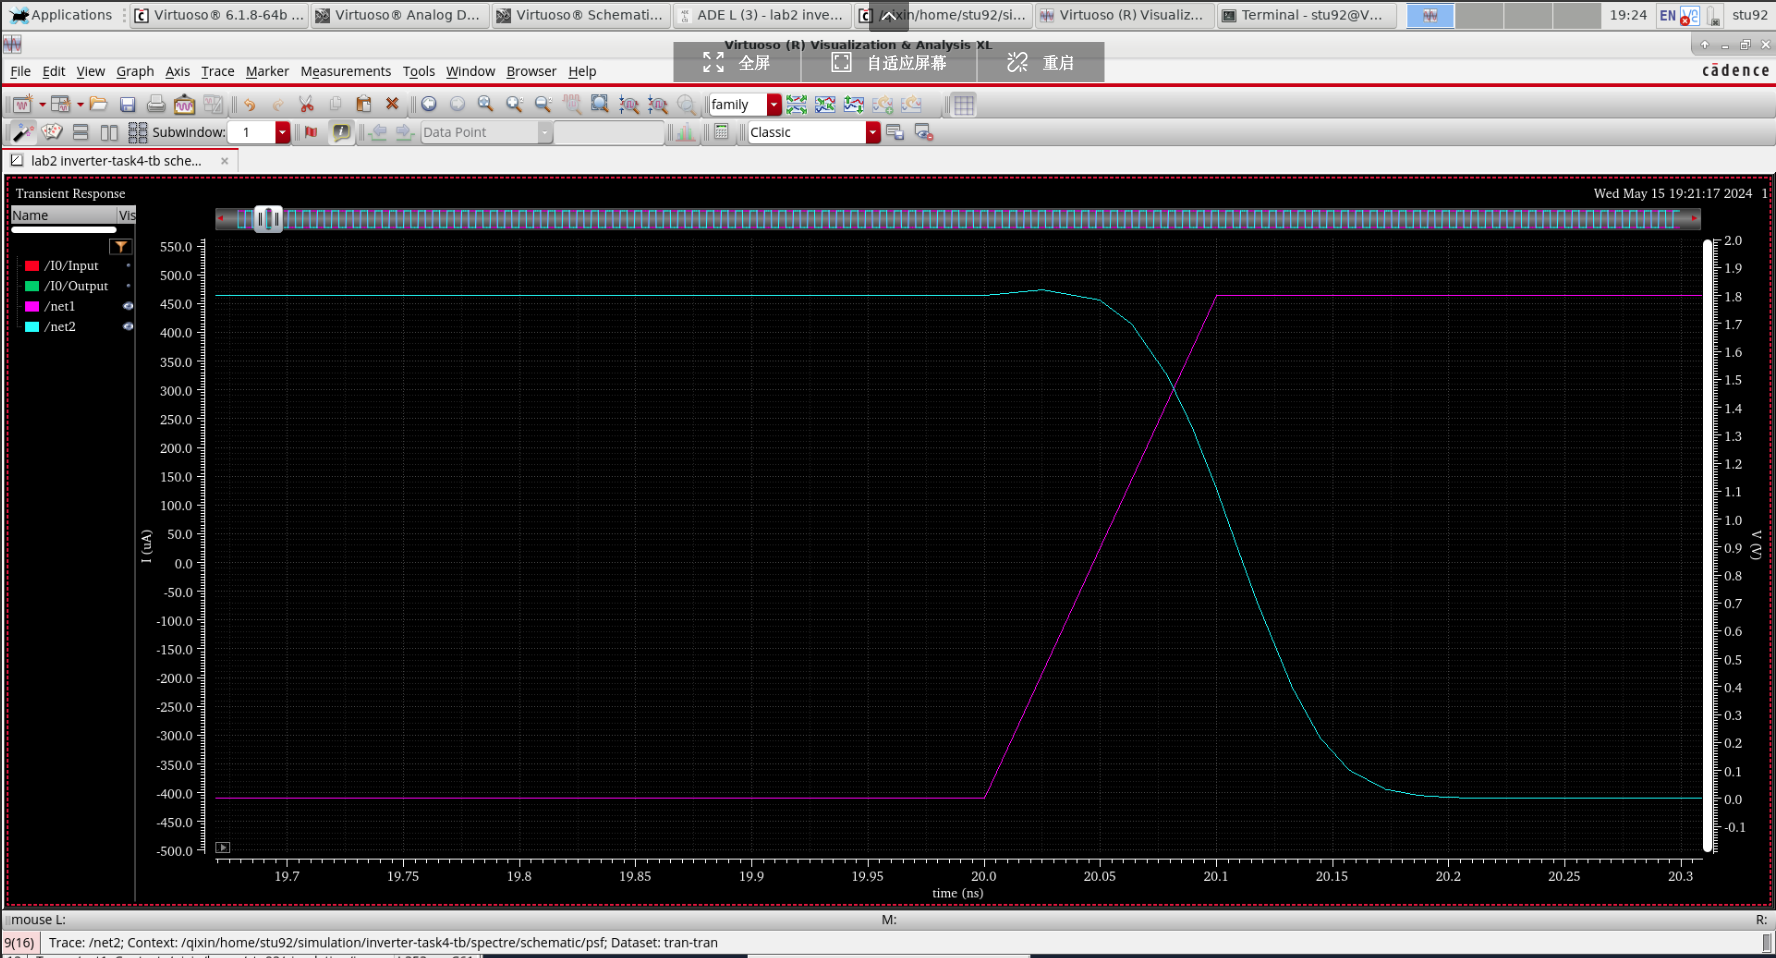 Applications Virtuoso® 6.1.8-64b ... Virtuoso® Analog D... Virtuoso® Schemati... ADE L (3) - lab2 inve... /qixin/home/stu92/si... Virtuoso (R) Visualiz... Terminal - stu92@V... 19:24 EN stu92
Virtuoso (R) Visualization & Analysis XL
全屏 自适应屏幕 重启
File Edit View Graph Axis Trace Marker Measurements Tools Window Browser Help
cādence
family
Subwindow: 1 Data Point Classic
lab2 inverter-task4-tb sche...
Transient Response Wed May 15 19:21:17 2024 1
Name Vis
/I0/Input
/I0/Output
/net1
/net2
550.0
500.0
450.0
400.0
350.0
300.0
250.0
200.0
150.0
100.0
50.0
0.0
-50.0
-100.0
-150.0
-200.0
-250.0
-300.0
-350.0
-400.0
-450.0
-500.0
I (uA)
2.0
1.9
1.8
1.7
1.6
1.5
1.4
1.3
1.2
1.1
1.0
0.9
0.8
0.7
0.6
0.5
0.4
0.3
0.2
0.1
0.0
-0.1
V (V)
19.7 19.75 19.8 19.85 19.9 19.95 20.0 20.05 20.1 20.15 20.2 20.25 20.3
time (ns)
mouse L: M: R:
9(16) Trace: /net2; Context: /qixin/home/stu92/simulation/inverter-task4-tb/spectre/schematic/psf; Dataset: tran-tran